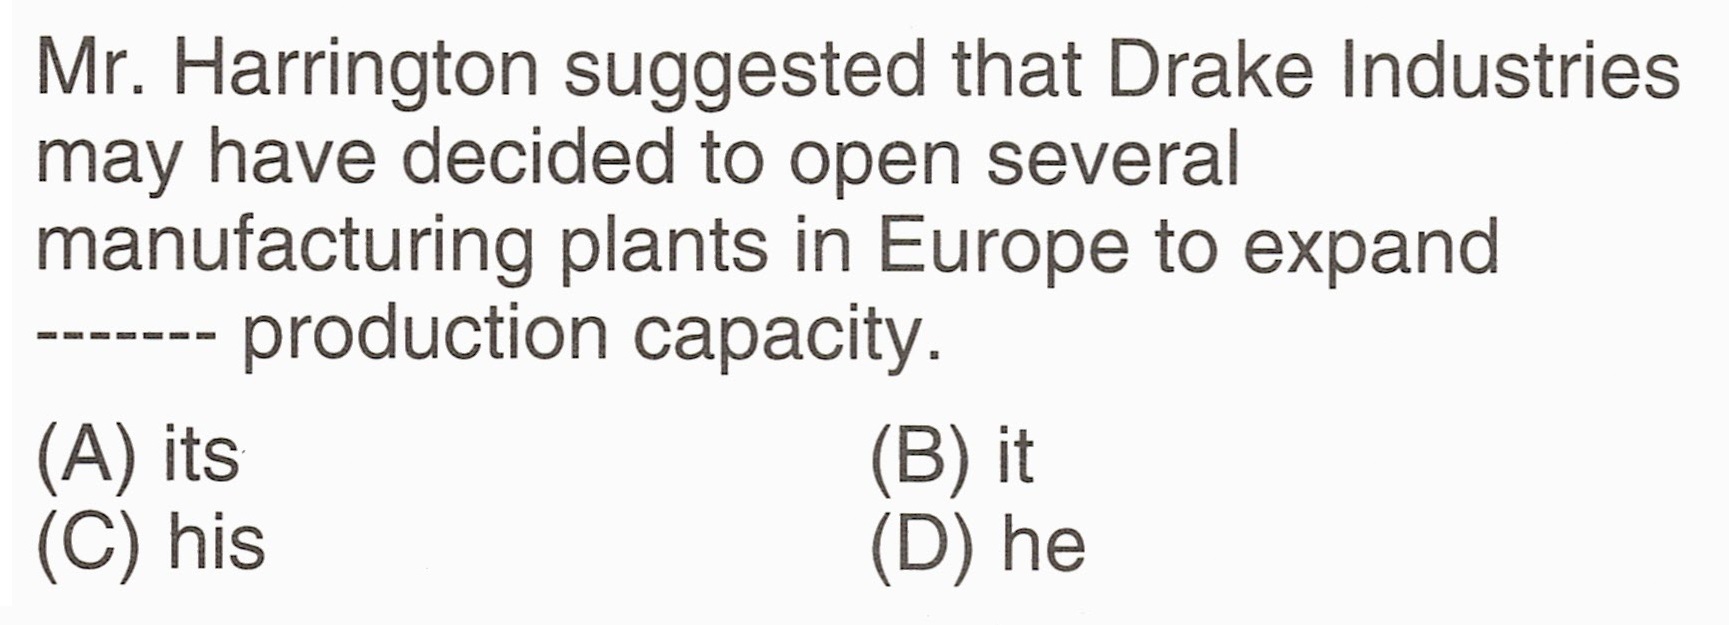 Mr. Harrington suggested that Drake Industries
may have decided to open several
manufacturing plants in Europe to expand
------- production capacity.
(A) its
(B) it
(C) his
(D) he